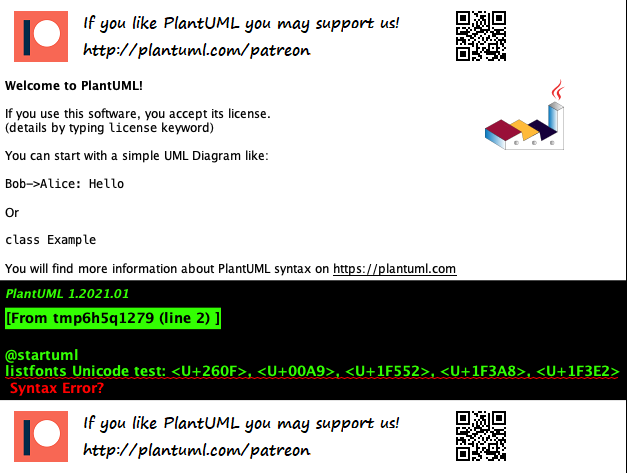 If you like PlantUML you may support us!
http://plantuml.com/patreon
Welcome to PlantUML!
If you use this software, you accept its license.
(details by typing license keyword)
You can start with a simple UML Diagram like:
Bob->Alice: Hello
Or
class Example
You will find more information about PlantUML syntax on https://plantuml.com
PlantUML 1.2021.01
[From tmp6h5q1279 (line 2) ]
@startuml
listfonts Unicode test: <U+260F>, <U+00A9>, <U+1F552>, <U+1F3A8>, <U+1F3E2>
Syntax Error?
If you like PlantUML you may support us!
http://plantuml.com/patreon